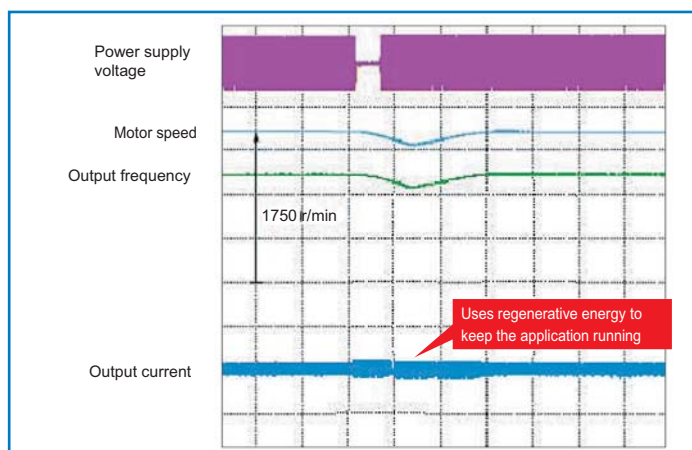 Power supply
voltage
Motor speed
Output frequency
1750 r/min
Uses regenerative energy to
keep the application running
Output current